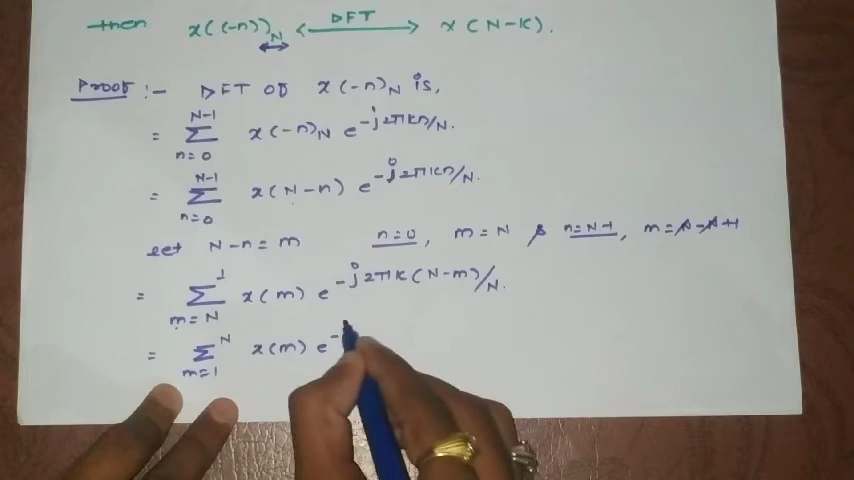 then x((-n))N <-- DFT --> X(N-K).
Proof :- DFT of x(-n)N is,
= Σ_{n=0}^{N-1} x(-n)N e^{-j2πkn/N}.
= Σ_{n=0}^{N-1} x(N-n) e^{-j2πkn/N}.
let N-n=m n=0, m=N & n=N-1, m=N-N+1
= Σ_{m=N}^{1} x(m) e^{-j2πk(N-m)/N}.
= Σ_{m=1}^{N} x(m) e^{-